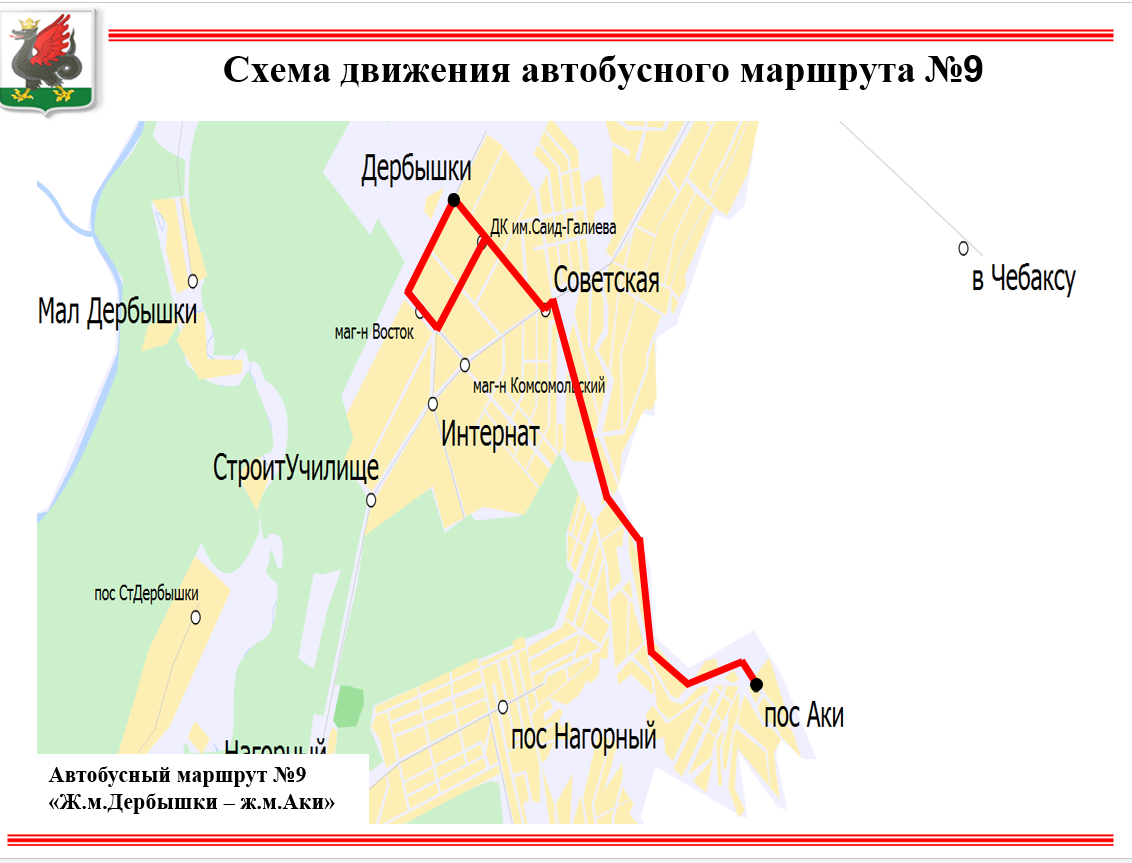 Схема движения автобусного маршрута №9
Дербышки
ДК им.Саид-Галиева
Советская
в Чебаксу
Мал Дербышки
маг-н Восток
маг-н Комсомольский
Интернат
СтроитУчилище
пос СтДербышки
пос Аки
пос Нагорный
Нагорный
Автобусный маршрут №9
«Ж.м.Дербышки – ж.м.Аки»